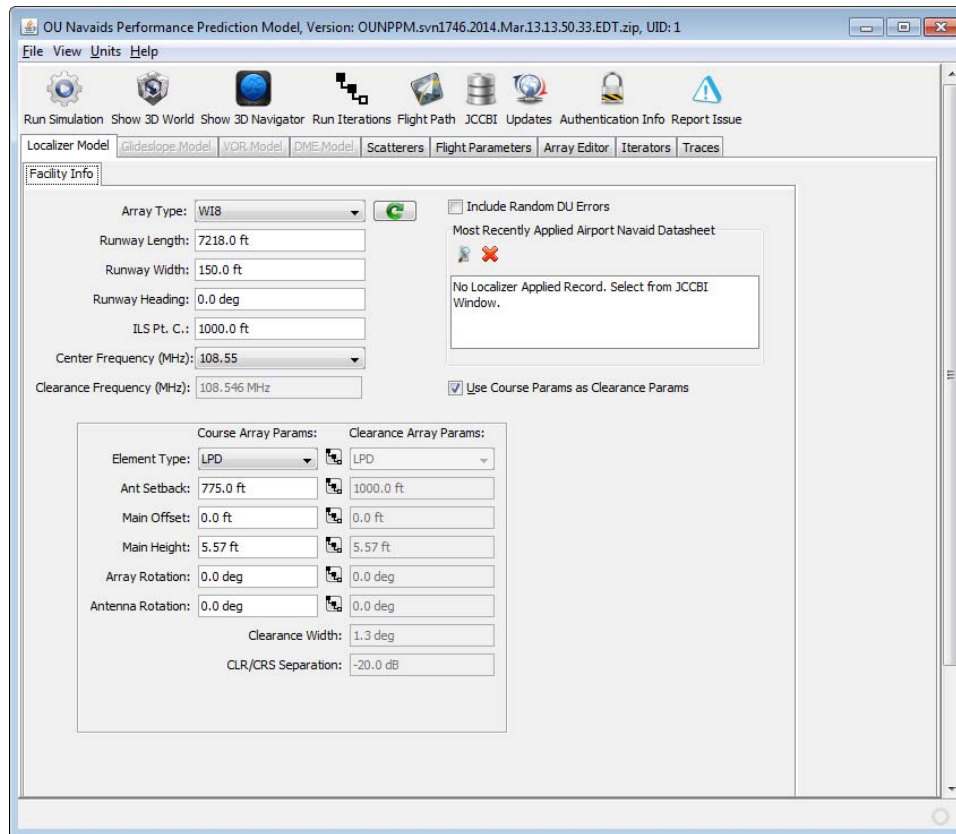 OU Navaids Performance Prediction Model, Version: OUNPPM.svn1746.2014.Mar.13.13.50.33.EDT.zip, UID: 1
File View Units Help
Run Simulation Show 3D World Show 3D Navigator Run Iterations Flight Path JCCBI Updates Authentication Info Report Issue
Localizer Model Glideslope Model VOR Model DME Model Scatterers Flight Parameters Array Editor Iterators Traces
Facility Info
Array Type: WI8
Runway Length: 7218.0 ft
Runway Width: 150.0 ft
Runway Heading: 0.0 deg
ILS Pt. C.: 1000.0 ft
Center Frequency (MHz): 108.55
Clearance Frequency (MHz): 108.546 MHz
Include Random DU Errors
Most Recently Applied Airport Navaid Datasheet
No Localizer Applied Record. Select from JCCBI
Window.
Use Course Params as Clearance Params
Course Array Params: Clearance Array Params:
Element Type: LPD LPD
Ant Setback: 775.0 ft 1000.0 ft
Main Offset: 0.0 ft 0.0 ft
Main Height: 5.57 ft 5.57 ft
Array Rotation: 0.0 deg 0.0 deg
Antenna Rotation: 0.0 deg 0.0 deg
Clearance Width: 1.3 deg
CLR/CRS Separation: -20.0 dB